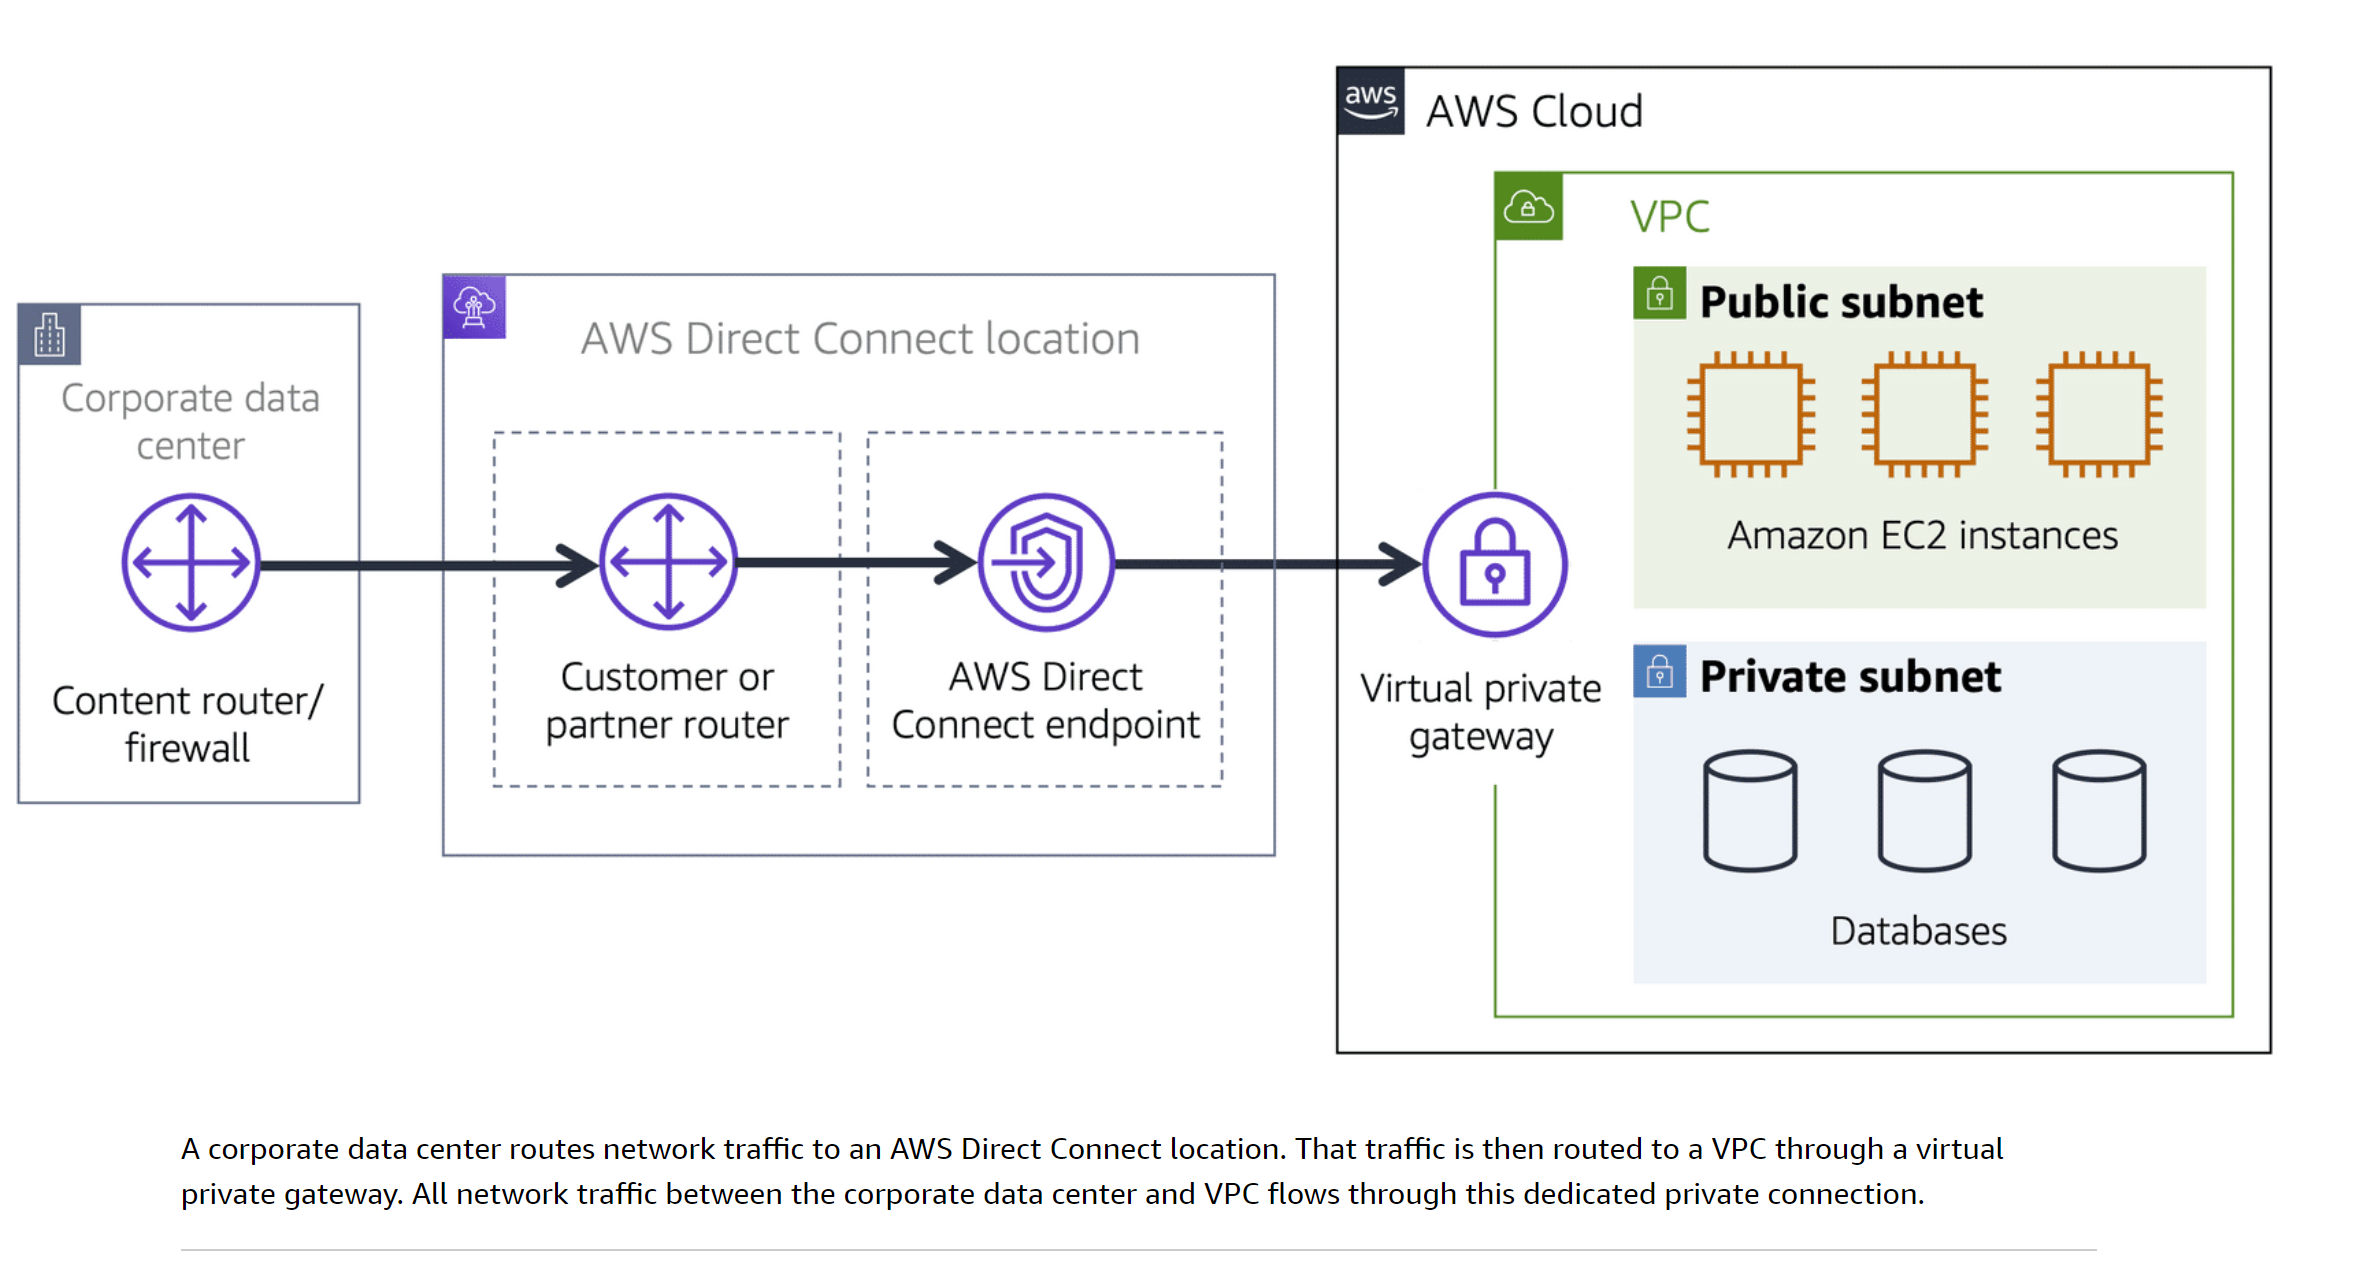 aws
AWS Cloud
VPC
Public subnet
Amazon EC2 instances
Private subnet
Databases
Virtual private
gateway
AWS Direct Connect location
Customer or
partner router
AWS Direct
Connect endpoint
Corporate data
center
Content router/
firewall
A corporate data center routes network traffic to an AWS Direct Connect location. That traffic is then routed to a VPC through a virtual
private gateway. All network traffic between the corporate data center and VPC flows through this dedicated private connection.